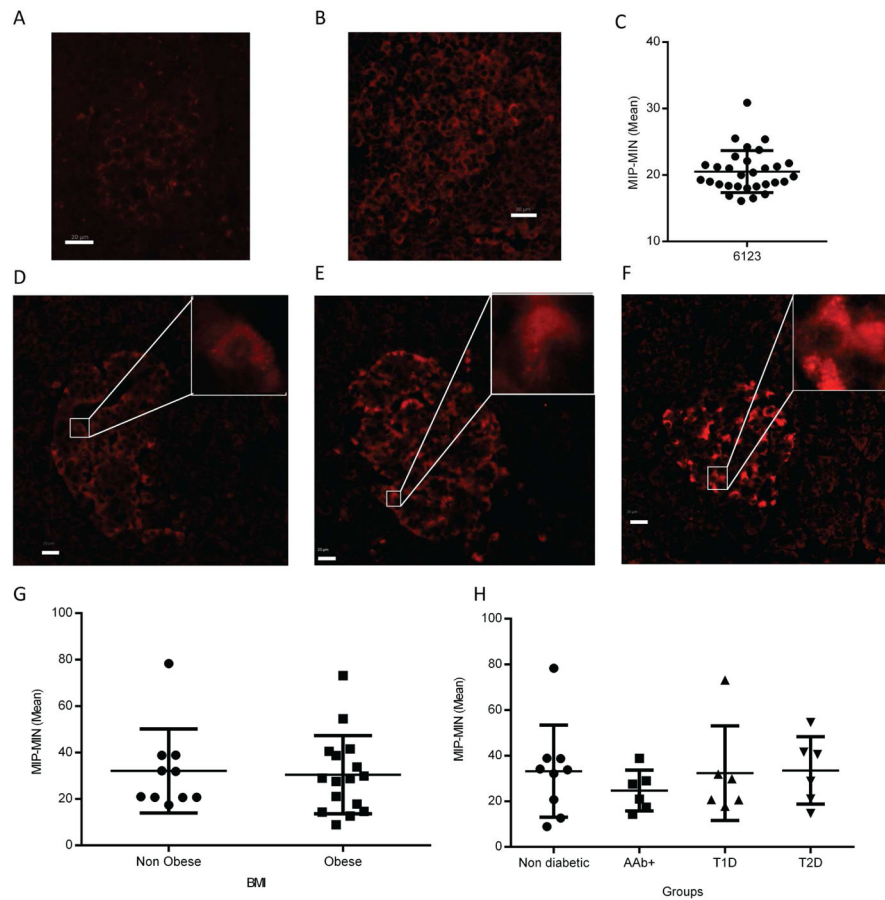 A
B
C
MIP-MIN (Mean)
40
30
20
10
6123
20 μm
D
E
F
20 μm
G
H
MIP-MIN (Mean)
100
80
60
40
20
0
Non Obese
Obese
BMI
MIP-MIN (Mean)
100
80
60
40
20
0
Non diabetic
AAb+
T1D
T2D
Groups